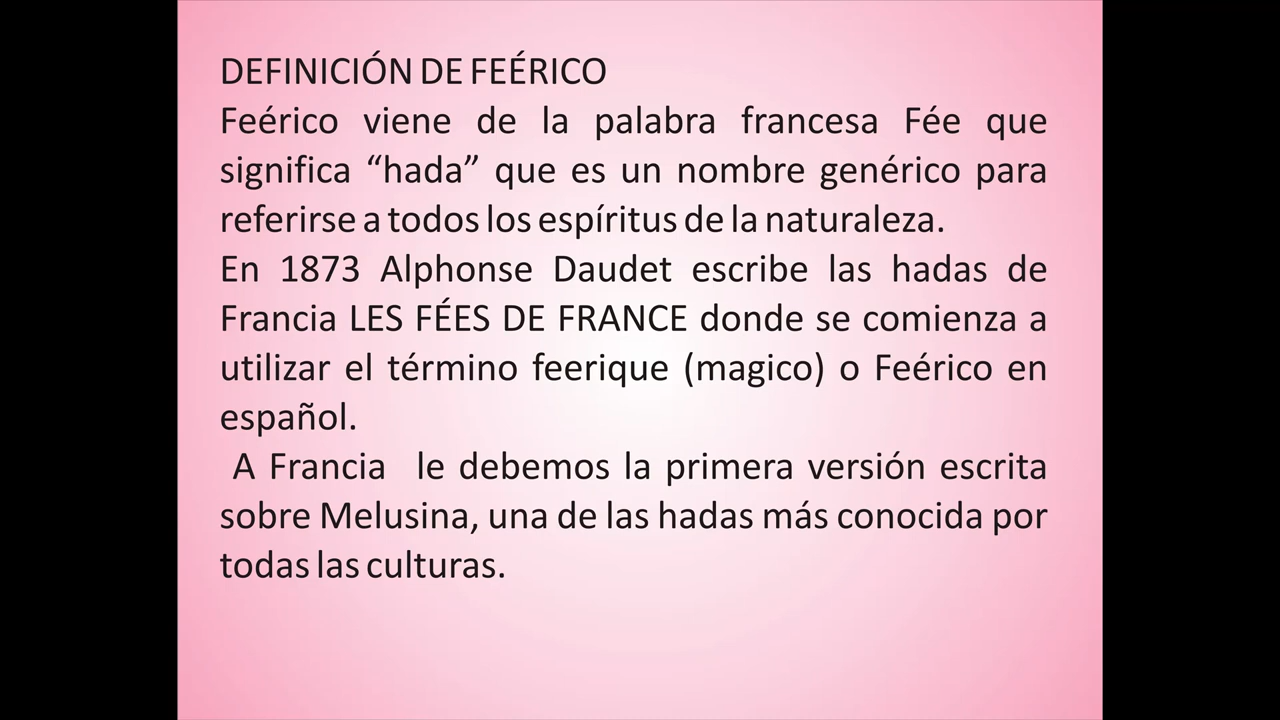 DEFINICIÓN DE FEÉRICO
Feérico viene de la palabra francesa Fée que
significa “hada” que es un nombre genérico para
referirse a todos los espíritus de la naturaleza.
En 1873 Alphonse Daudet escribe las hadas de
Francia LES FÉES DE FRANCE donde se comienza a
utilizar el término feerique (magico) o Feérico en
español.
A Francia le debemos la primera versión escrita
sobre Melusina, una de las hadas más conocida por
todas las culturas.